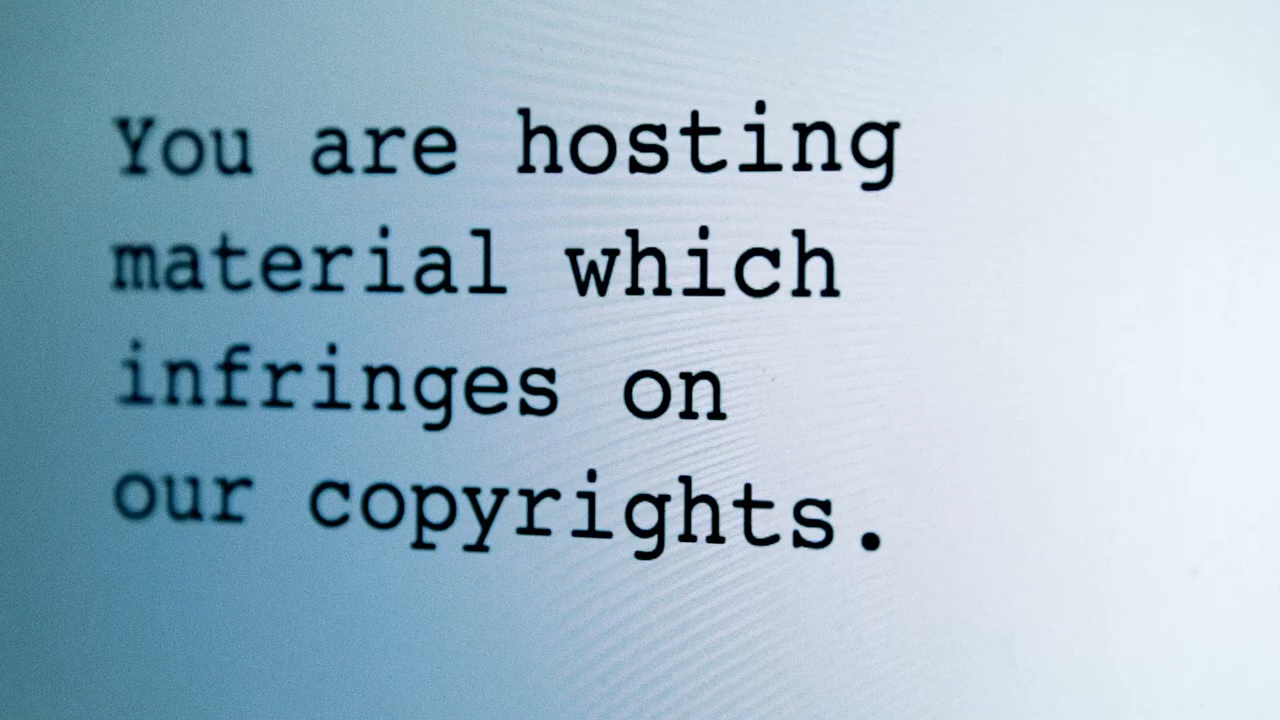 You are hosting
material which
infringes on
our copyrights.